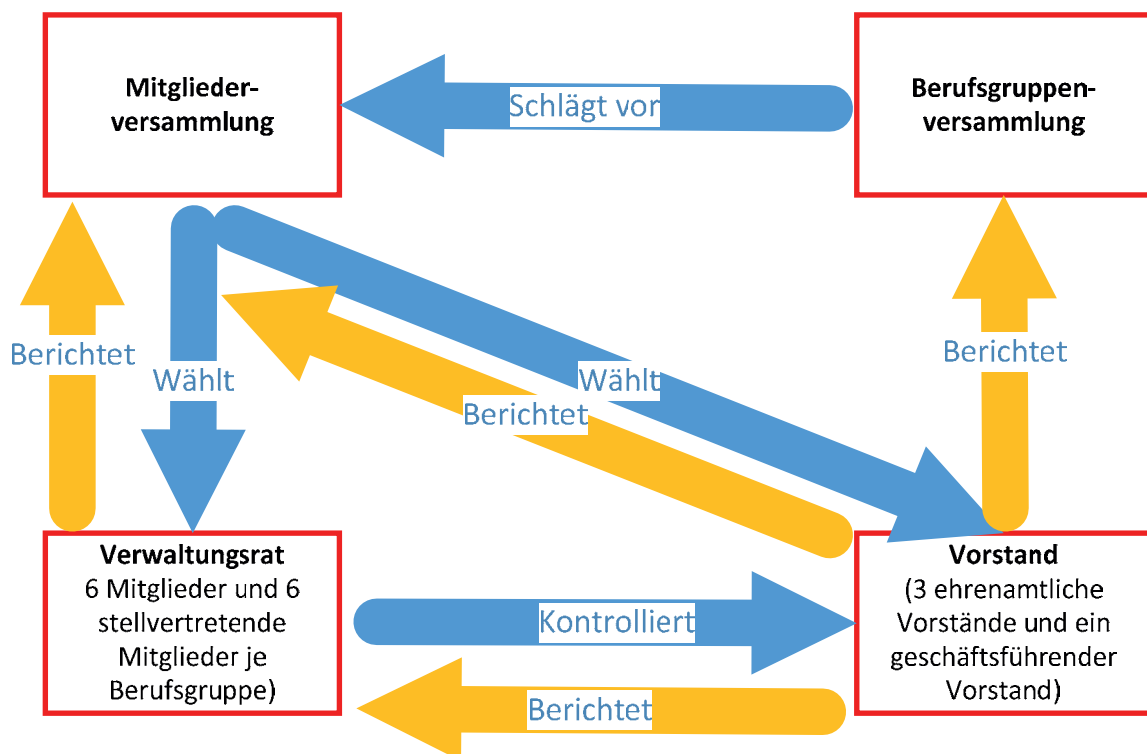 Mitglieder-
versammlung
Schlägt vor
Berufsgruppen-
versammlung
Berichtet
Wählt
Wählt
Berichtet
Berichtet
Verwaltungsrat
6 Mitglieder und 6
stellvertretende
Mitglieder je
Berufsgruppe)
Kontrolliert
Berichtet
Vorstand
(3 ehrenamtliche
Vorstände und ein
geschäftsführender
Vorstand)